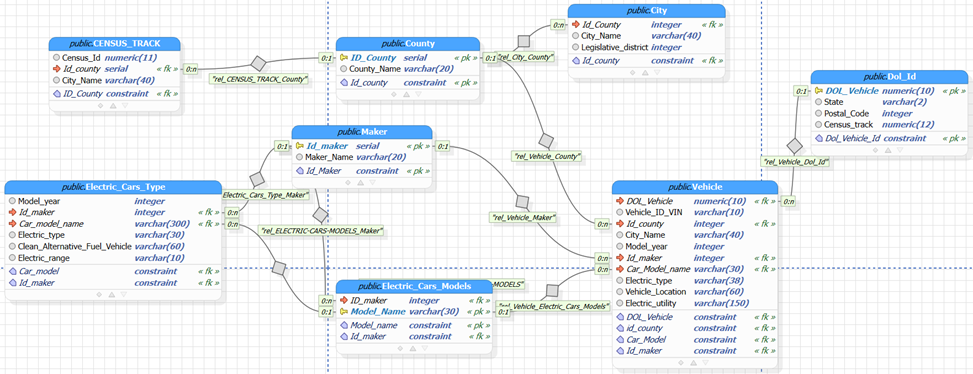 public.CENSUS_TRACK
Census_Id numeric(11)
Id_county serial « fk »
City_Name varchar(40)
ID_County constraint « fk »
0:n
"rel_CENSUS_TRACK_County"
0:1
public.County
ID_County serial « pk »
County_Name varchar(20)
Id_county constraint « pk »
0:1
"rel_City_County"
0:n
public.City
Id_County integer « fk »
City_Name varchar(40)
Legislative_district integer
Id_county constraint « fk »
public.Dol_Id
DOL_Vehicle numeric(10) « pk »
State varchar(2)
Postal_Code integer
Census_track numeric(12)
Dol_Vehicle_Id constraint « pk »
0:1
"rel_Vehicle_Dol_Id"
0:n
public.Maker
Id_maker serial « pk »
Maker_Name varchar(20)
Id_Maker constraint « pk »
0:1
0:1
"rel_Vehicle_County"
0:n
"rel_Vehicle_Maker"
0:n
public.Electric_Cars_Type
Model_year integer
Id_maker integer « fk »
Car_model_name varchar(300) « fk »
Electric_type varchar(30)
Clean_Alternative_Fuel_Vehicle varchar(60)
Electric_range varchar(10)
Car_model constraint « fk »
Id_maker constraint « fk »
0:n
0:n
Electric_Cars_Type_Maker"
"rel_ELECTRIC-CARS-MODELS_Maker"
public.Electric_Cars_Models
ID_maker integer « fk »
Model_Name varchar(30) « pk »
Model_name constraint « pk »
Id_maker constraint « fk »
0:n
0:1
0:1
MODELS"
rel_Vehicle_Electric_Cars_Models"
0:n
public.Vehicle
DOL_Vehicle numeric(10) « fk »
Vehicle_ID_VIN varchar(10)
Id_county integer « fk »
City_Name varchar(40)
Model_year integer
Id_maker integer « fk »
Car_Model_name varchar(30) « fk »
Electric_type varchar(38)
Vehicle_Location varchar(60)
Electric_utility varchar(150)
DOL_Vehicle constraint « fk »
id_county constraint « fk »
Car_Model constraint « fk »
Id_maker constraint « fk »